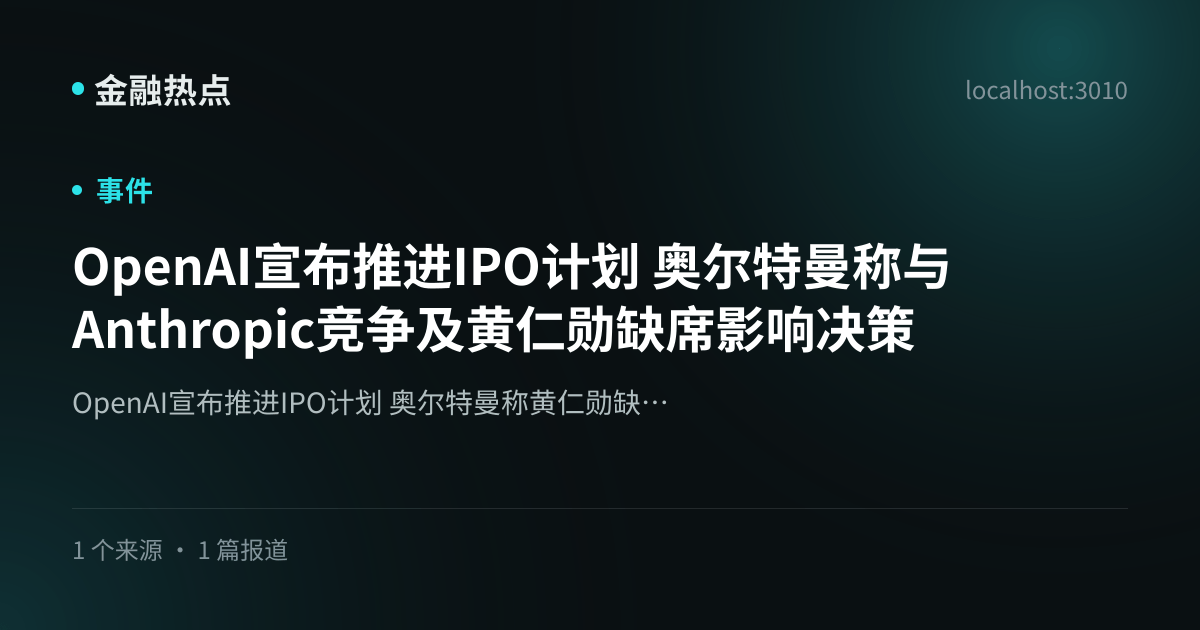 金融热点
localhost:3010
事件
OpenAI宣布推进IPO计划 奥尔特曼称与
Anthropic竞争及黄仁勋缺席影响决策
OpenAI宣布推进IPO计划 奥尔特曼称黄仁勋缺…
1 个来源 · 1 篇报道